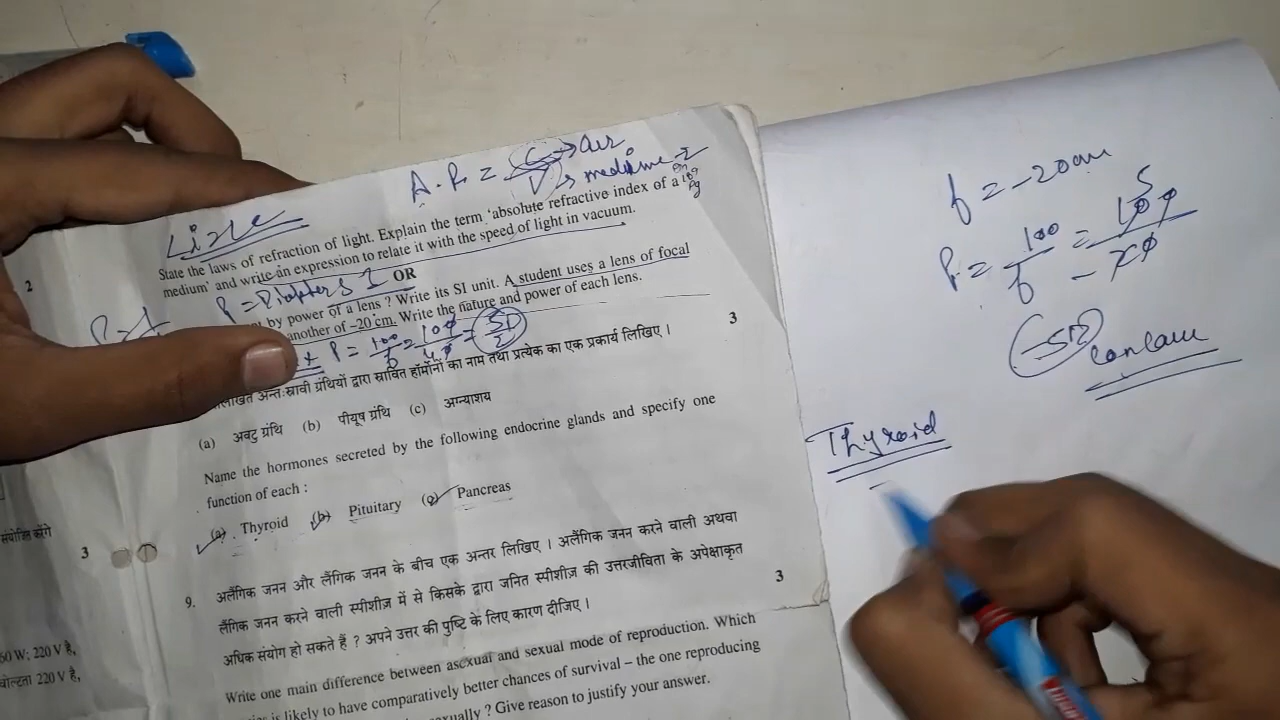 2
A.R = C → air
V → medium
State the laws of refraction of light. Explain the term 'absolute refractive index of a
medium' and write an expression to relate it with the speed of light in vacuum.
OR
by power of a lens ? Write its SI unit. A student uses a lens of focal
another of –20 cm. Write the nature and power of each lens.
P = 100 = 100 =
3
अन्तःस्रावी ग्रंथियों द्वारा स्रावित हॉर्मोनों का नाम तथा प्रत्येक का एक प्रकार्य लिखिए ।
(a) अवटु ग्रंथि (b) पीयूष ग्रंथि (c) अग्न्याशय
Name the hormones secreted by the following endocrine glands and specify one
function of each :
(a) Thyroid (b) Pituitary (c) Pancreas
9. अलैंगिक जनन और लैंगिक जनन के बीच एक अन्तर लिखिए । अलैंगिक जनन करने वाली अथवा
लैंगिक जनन करने वाली स्पीशीज़ में से किसके द्वारा जनित स्पीशीज़ की उत्तरजीविता के अपेक्षाकृत
अधिक संयोग हो सकते हैं ? अपने उत्तर की पुष्टि के लिए कारण दीजिए ।
3
Write one main difference between asexual and sexual mode of reproduction. Which
is likely to have comparatively better chances of survival – the one reproducing
? Give reason to justify your answer.
3
60 W; 220 V है,
वोल्टता 220 V है,
f = -20cm
P = 100 = 100
f -20
5
-5D
concave
Thyroid